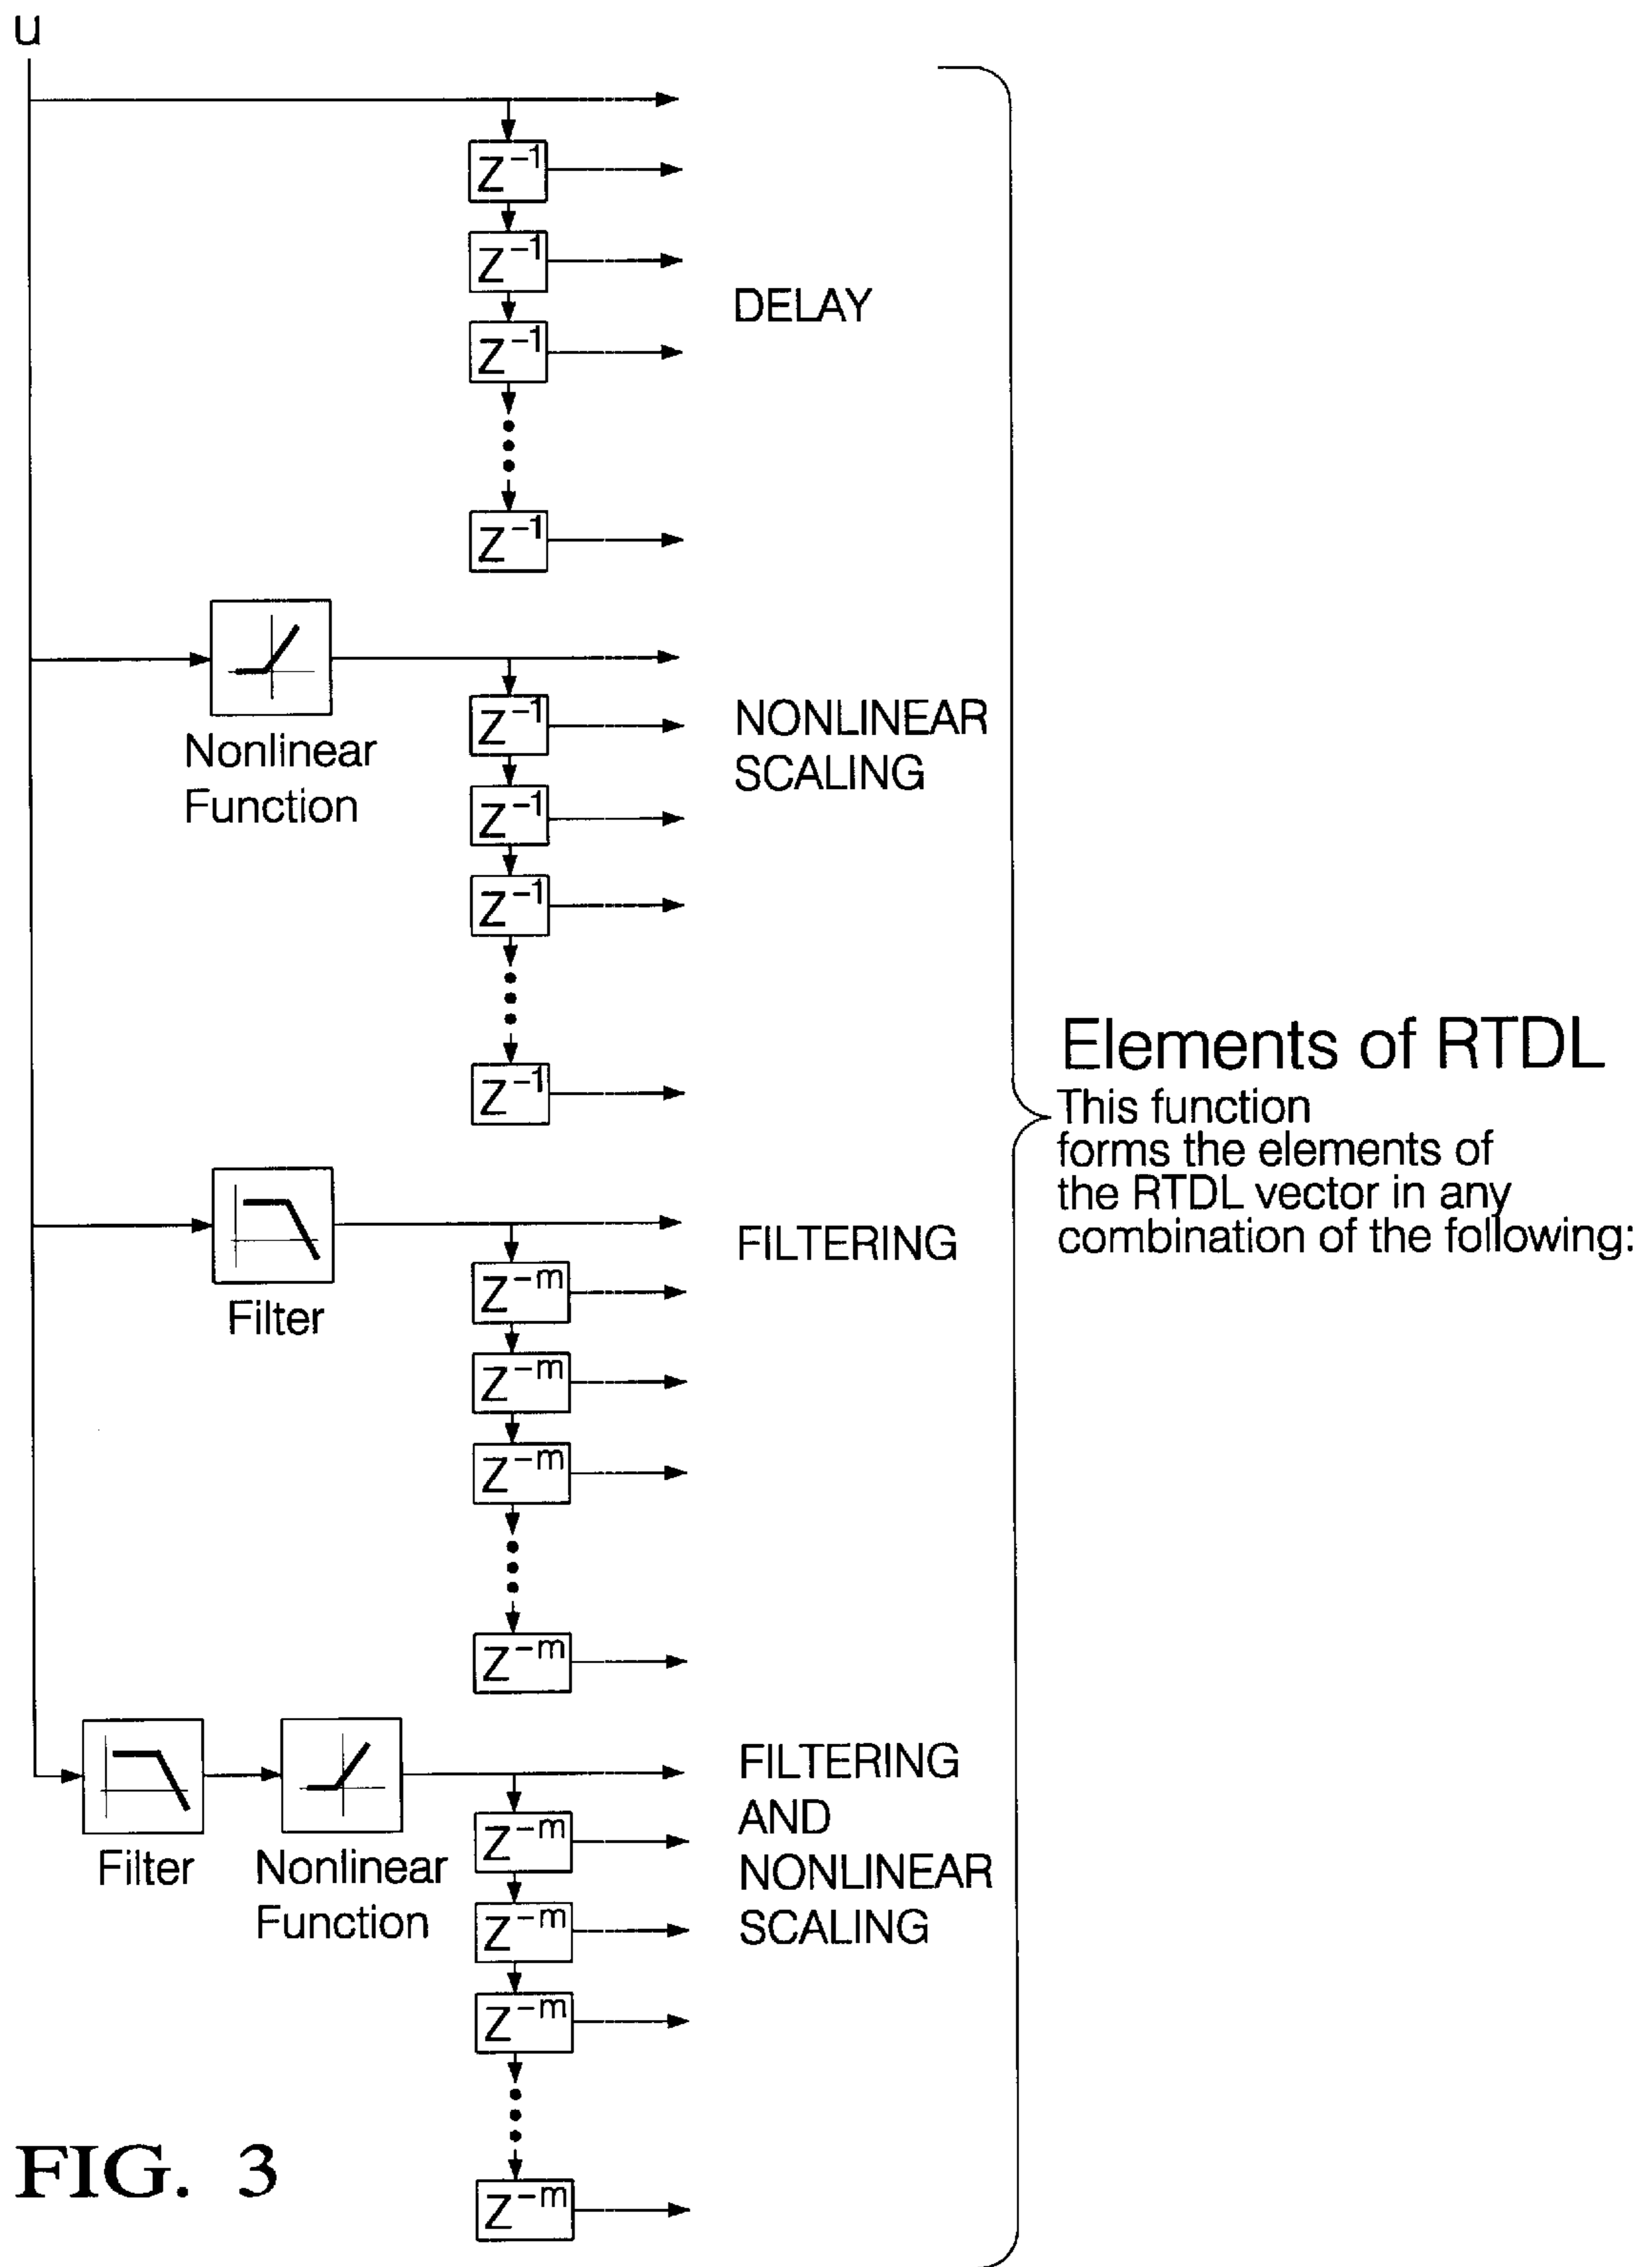 u
Z⁻¹
Z⁻¹
DELAY
Z⁻¹
Z⁻¹
Nonlinear
Function
Z⁻¹
NONLINEAR
SCALING
Z⁻¹
Z⁻¹
Z⁻¹
Elements of RTDL
This function
forms the elements of
the RTDL vector in any
combination of the following:
Filter
FILTERING
Z⁻ᵐ
Z⁻ᵐ
Z⁻ᵐ
Z⁻ᵐ
Filter
Nonlinear
Function
FILTERING
AND
NONLINEAR
SCALING
Z⁻ᵐ
Z⁻ᵐ
Z⁻ᵐ
Z⁻ᵐ
FIG. 3